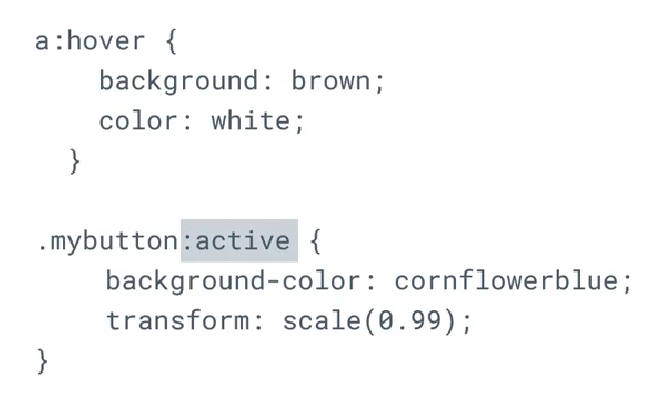 a:hover {
    background: brown;
    color: white;
  }
.mybutton:active {
    background-color: cornflowerblue;
    transform: scale(0.99);
}